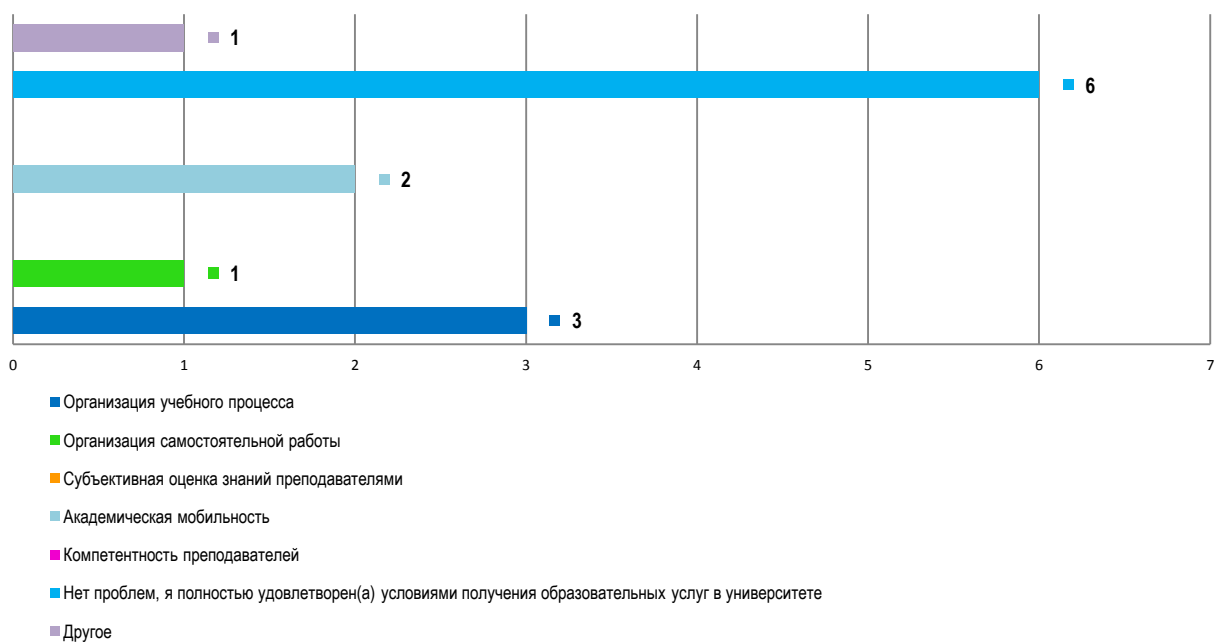 1
6
2
1
3
0 1 2 3 4 5 6 7
Организация учебного процесса
Организация самостоятельной работы
Субъективная оценка знаний преподавателями
Академическая мобильность
Компетентность преподавателей
Нет проблем, я полностью удовлетворен(а) условиями получения образовательных услуг в университете
Другое